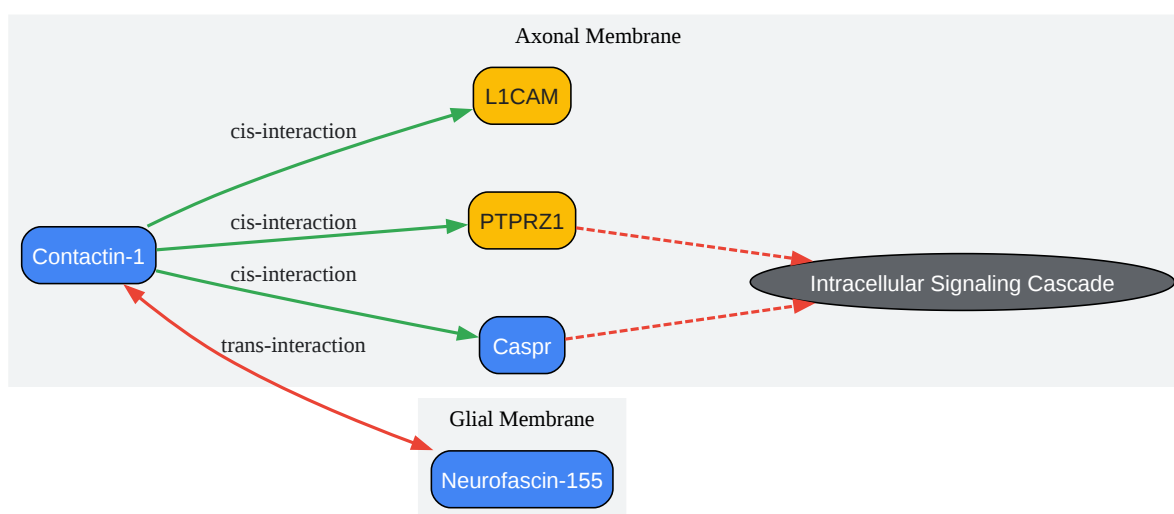 Axonal Membrane
L1CAM
cis-interaction
PTPRZ1
cis-interaction
Contactin-1
cis-interaction
Intracellular Signaling Cascade
Caspr
trans-interaction
Glial Membrane
Neurofascin-155